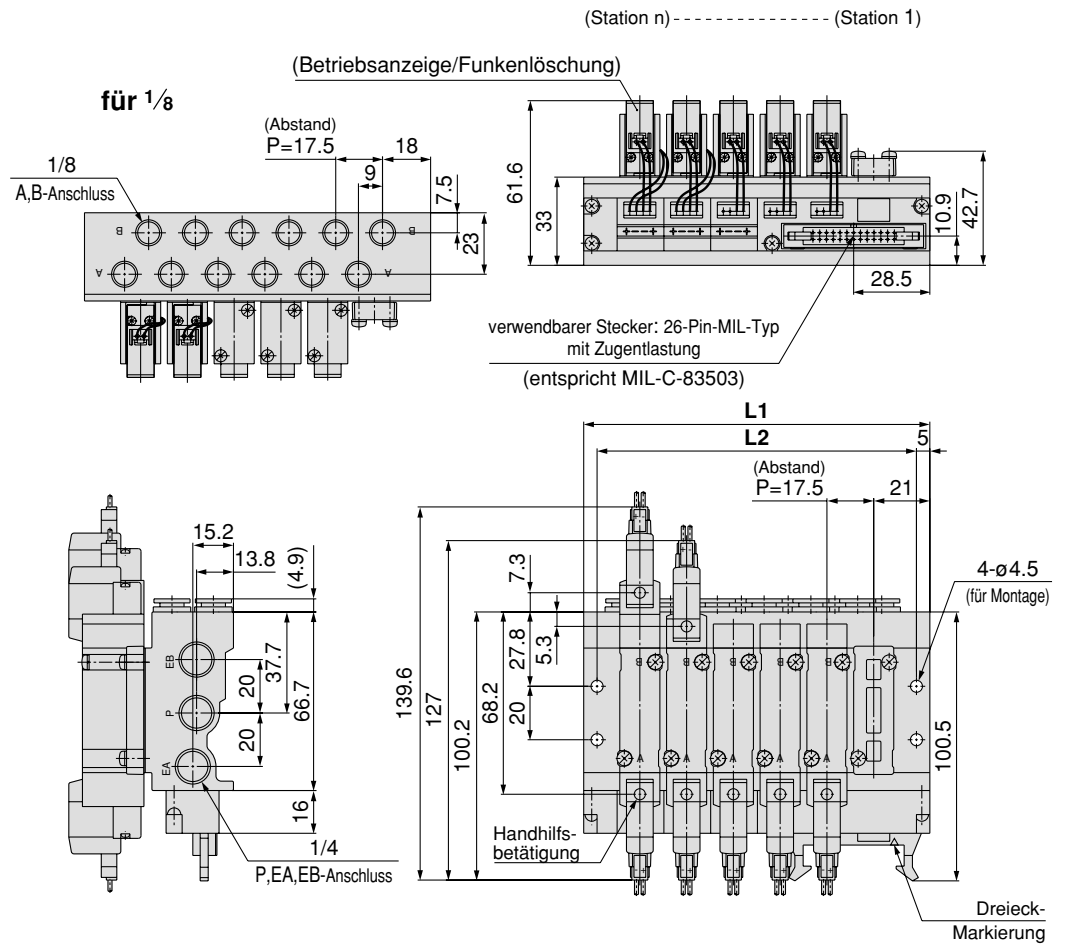 (Station n) (Station 1)
(Betriebsanzeige/Funkenlöschung)
für 1/8
(Abstand)
P=17.5
18
9
1/8
A,B-Anschluss
7.5
23
B
B
A
A
61.6
33
10.9
42.7
28.5
verwendbarer Stecker: 26-Pin-MIL-Typ
mit Zugentlastung
(entspricht MIL-C-83503)
L1
L2
5
(Abstand)
P=17.5
21
15.2
13.8
(4.9)
37.7
66.7
20
20
16
EB
P
EA
1/4
P,EA,EB-Anschluss
139.6
127
100.2
68.2
27.8
20
7.3
5.3
4-ø4.5
(für Montage)
100.5
B B B B B
A A A A A
Handhilfs-
betätigung
Dreieck-
Markierung